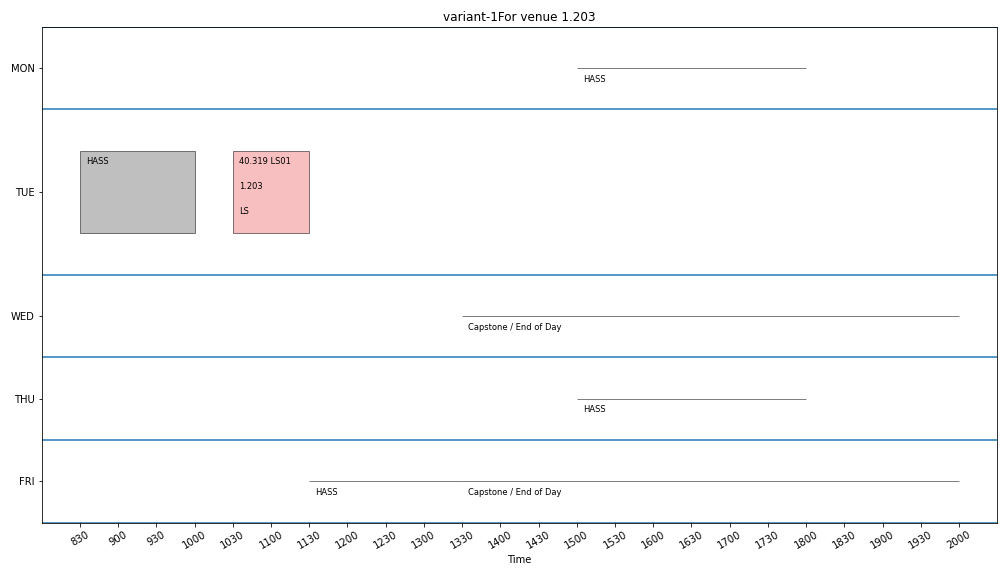 variant-1For venue 1.203
MON
HASS
TUE
HASS
40.319 LS01
1.203
LS
WED
Capstone / End of Day
THU
HASS
FRI
HASS
Capstone / End of Day
830 900 930 1000 1030 1100 1130 1200 1230 1300 1330 1400 1430 1500 1530 1600 1630 1700 1730 1800 1830 1900 1930 2000
Time